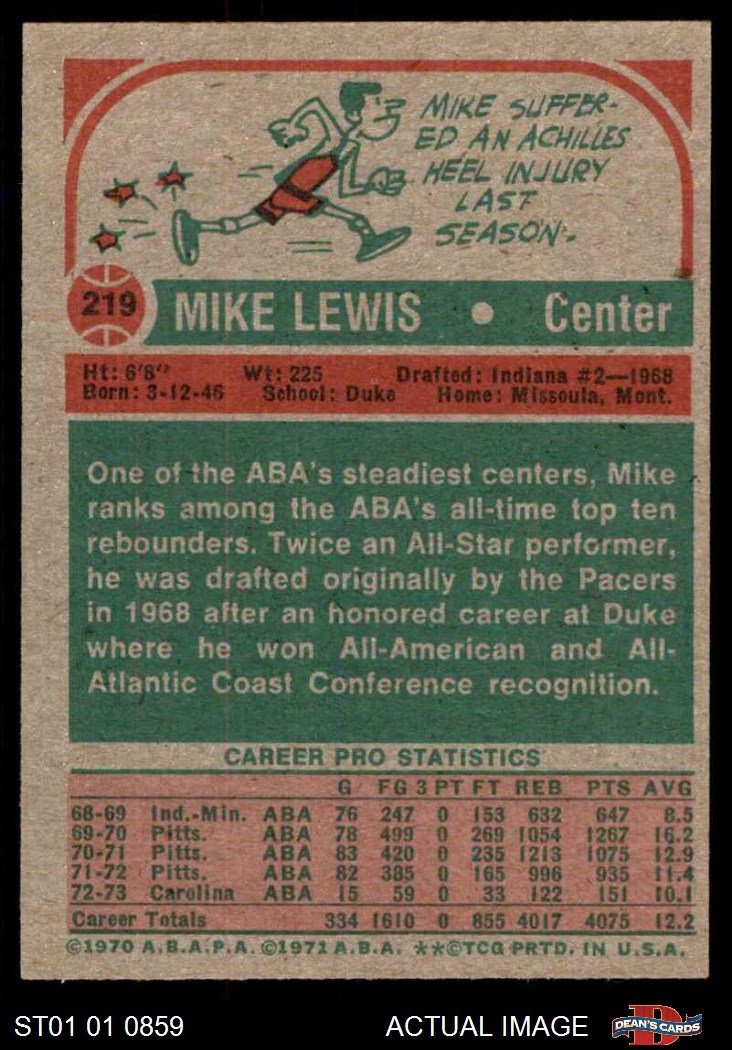 MIKE SUFFER-
ED AN ACHILLES
HEEL INJURY
LAST
SEASON.
219 MIKE LEWIS • Center
Ht: 6'8" Wt: 225 Drafted: Indiana #2—1968
Born: 3-12-46 School: Duke Home: Missoula, Mont.
One of the ABA's steadiest centers, Mike
ranks among the ABA's all-time top ten
rebounders. Twice an All-Star performer,
he was drafted originally by the Pacers
in 1968 after an honored career at Duke
where he won All-American and All-
Atlantic Coast Conference recognition.
CAREER PRO STATISTICS
G FG 3 PT FT REB PTS AVG
68-69 Ind.-Min. ABA 76 247 0 153 632 647 8.5
69-70 Pitts. ABA 78 499 0 269 1054 1267 16.2
70-71 Pitts. ABA 83 420 0 235 1213 1075 12.9
71-72 Pitts. ABA 82 385 0 165 996 935 11.4
72-73 Carolina ABA 15 59 0 33 122 151 10.1
Career Totals 334 1610 0 855 4017 4075 12.2
©1970 A.B.A.P.A. ©1971 A.B.A. **©TCG PRTD. IN U.S.A.
ST01 01 0859 ACTUAL IMAGE DEAN'S CARDS